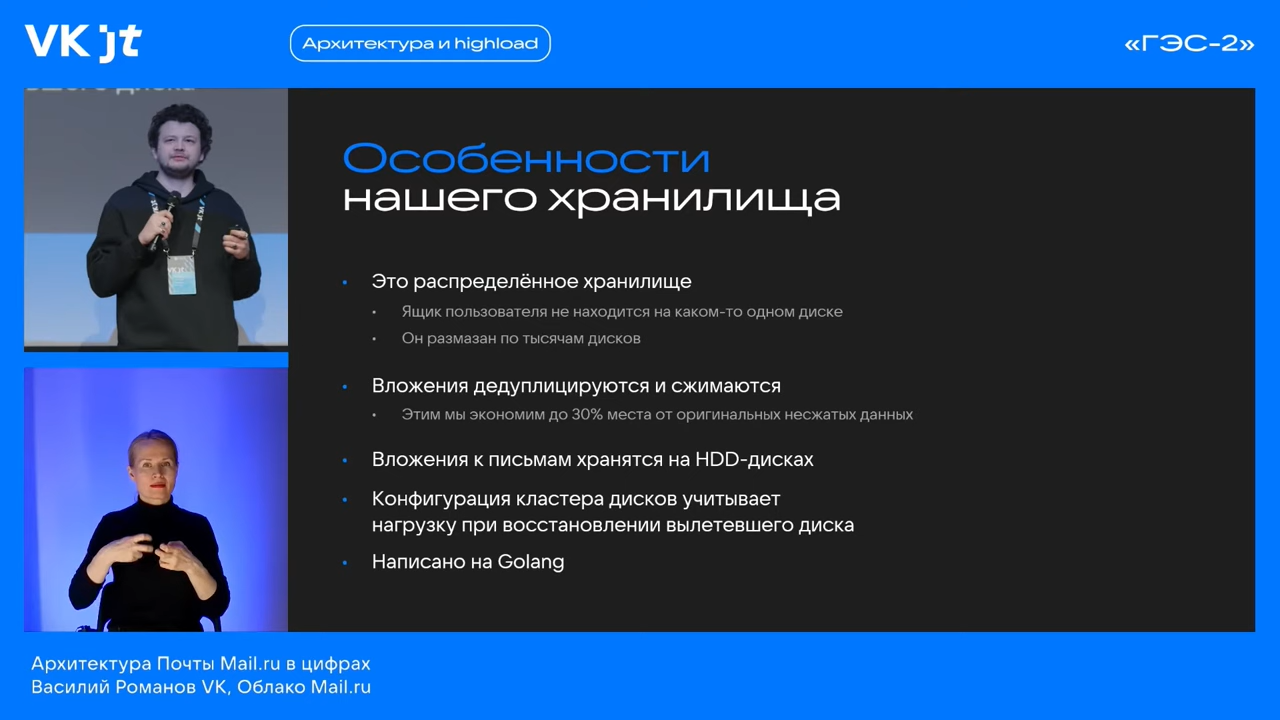 VK jt
Архитектура и highload
«ГЭС-2»
Особенности
нашего хранилища
• Это распределённое хранилище
• Ящик пользователя не находится на каком-то одном диске
• Он размазан по тысячам дисков
• Вложения дедуплицируются и сжимаются
• Этим мы экономим до 30% места от оригинальных несжатых данных
• Вложения к письмам хранятся на HDD-дисках
• Конфигурация кластера дисков учитывает
нагрузку при восстановлении вылетевшего диска
• Написано на Golang
Архитектура Почты Mail.ru в цифрах
Василий Романов VK, Облако Mail.ru